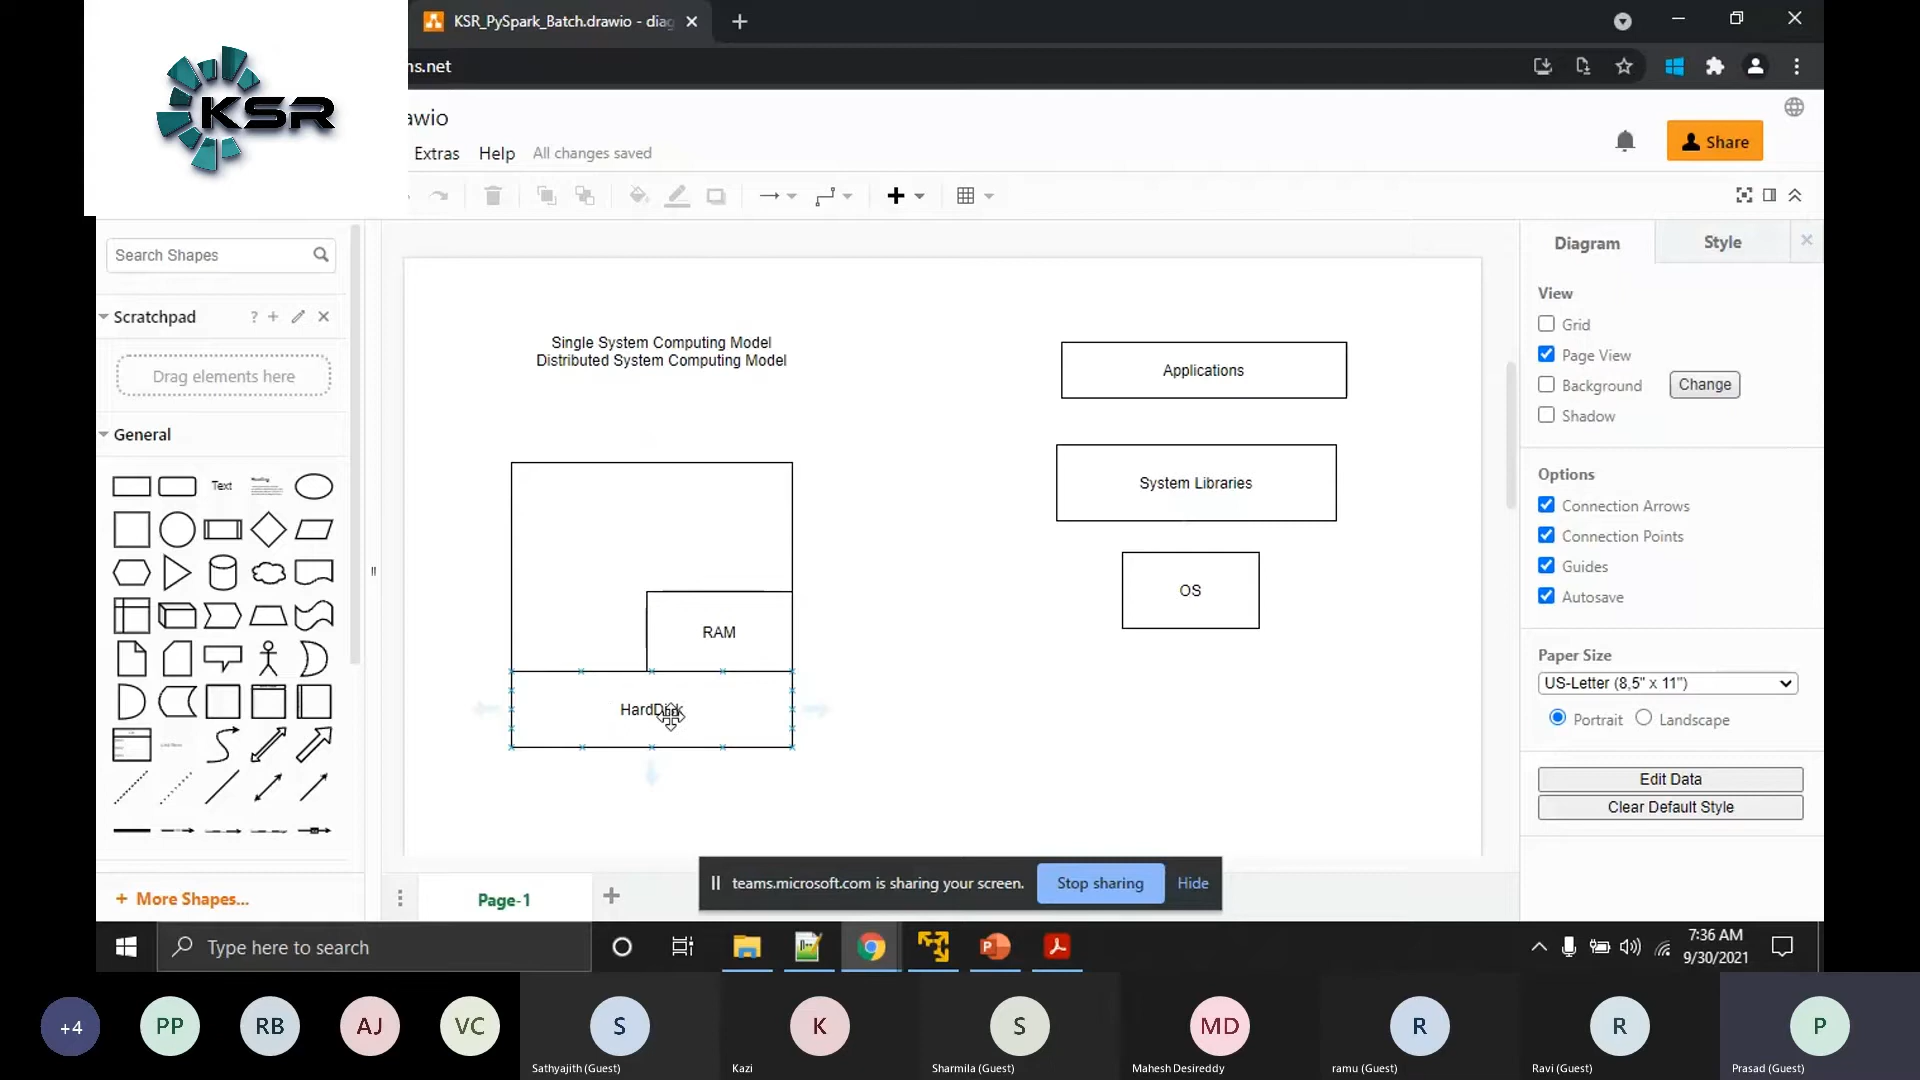 KSR
KSR_PySpark_Batch.drawio - diag
ns.net
awio
Extras Help All changes saved
Share
Search Shapes
Scratchpad
?
Drag elements here
General
Text
Heading
More Shapes...
Single System Computing Model
Distributed System Computing Model
RAM
HardDisk
Applications
System Libraries
OS
Diagram Style
View
Grid
Page View
Background Change
Shadow
Options
Connection Arrows
Connection Points
Guides
Autosave
Paper Size
US-Letter (8,5" x 11")
Portrait Landscape
Edit Data
Clear Default Style
Page-1
teams.microsoft.com is sharing your screen. Stop sharing Hide
Type here to search
7:36 AM
9/30/2021
+4 PP RB AJ VC S K S MD R R P
Sathyajith (Guest) Kazi Sharmila (Guest) Mahesh Desireddy ramu (Guest) Ravi (Guest) Prasad (Guest)